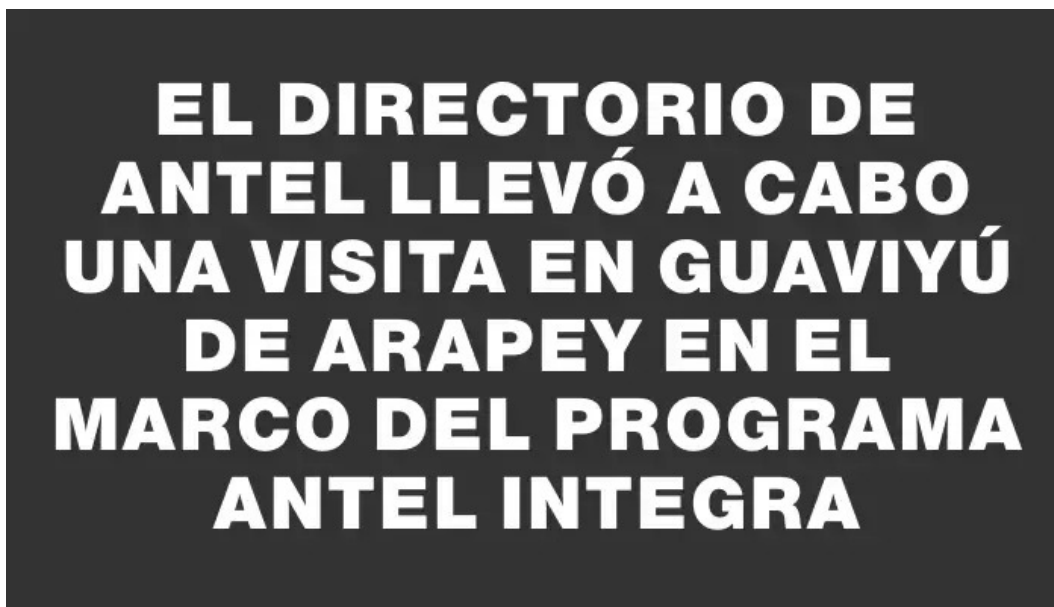 EL DIRECTORIO DE
ANTEL LLEVÓ A CABO
UNA VISITA EN GUAVIYÚ
DE ARAPEY EN EL
MARCO DEL PROGRAMA
ANTEL INTEGRA